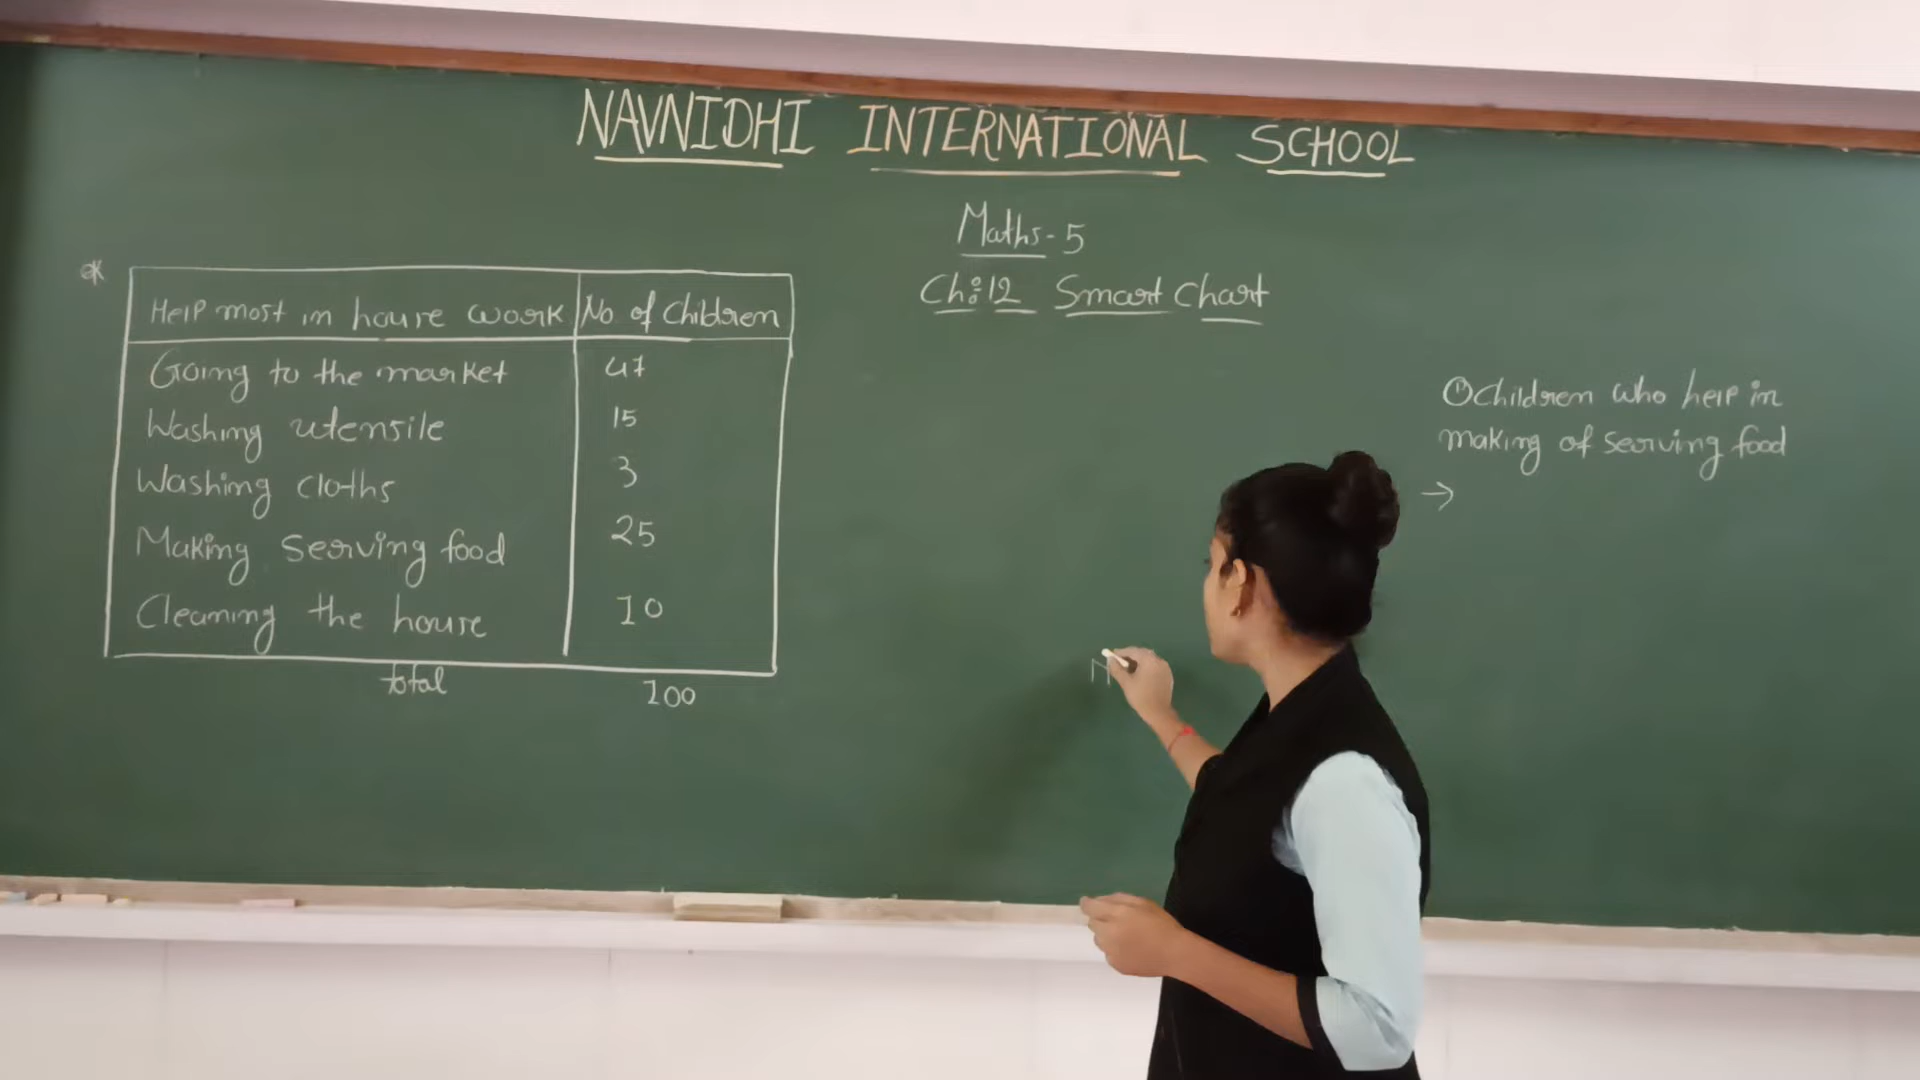 NAVNIDHI INTERNATIONAL SCHOOL
Maths-5
Ch:12 Smart Chart
Help most in house work No of Children
Going to the market 47
Washing utensile 15
Washing cloths 3
Making serving food 25
Cleaning the house 10
total 100
① Children who help in
making of serving food
→